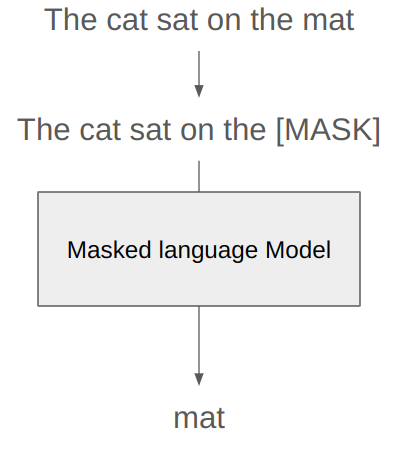 The cat sat on the mat
The cat sat on the [MASK]
Masked language Model
mat